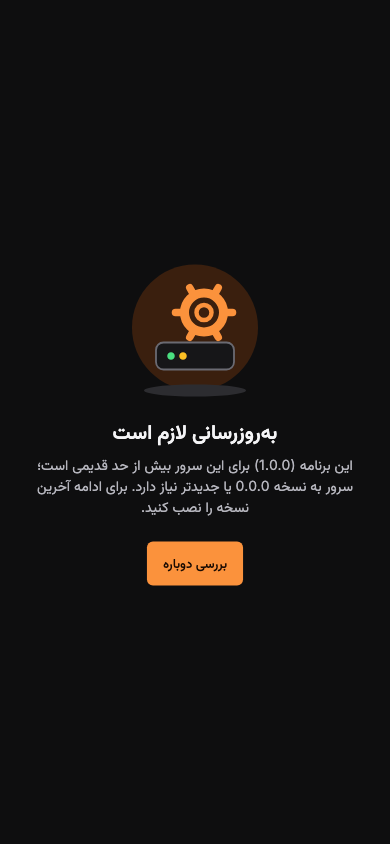 به‌روزرسانی لازم است
این برنامه (1.0.0) برای این سرور بیش از حد قدیمی است؛
سرور به نسخه 0.0.0 یا جدیدتر نیاز دارد. برای ادامه آخرین
نسخه را نصب کنید.
بررسی دوباره